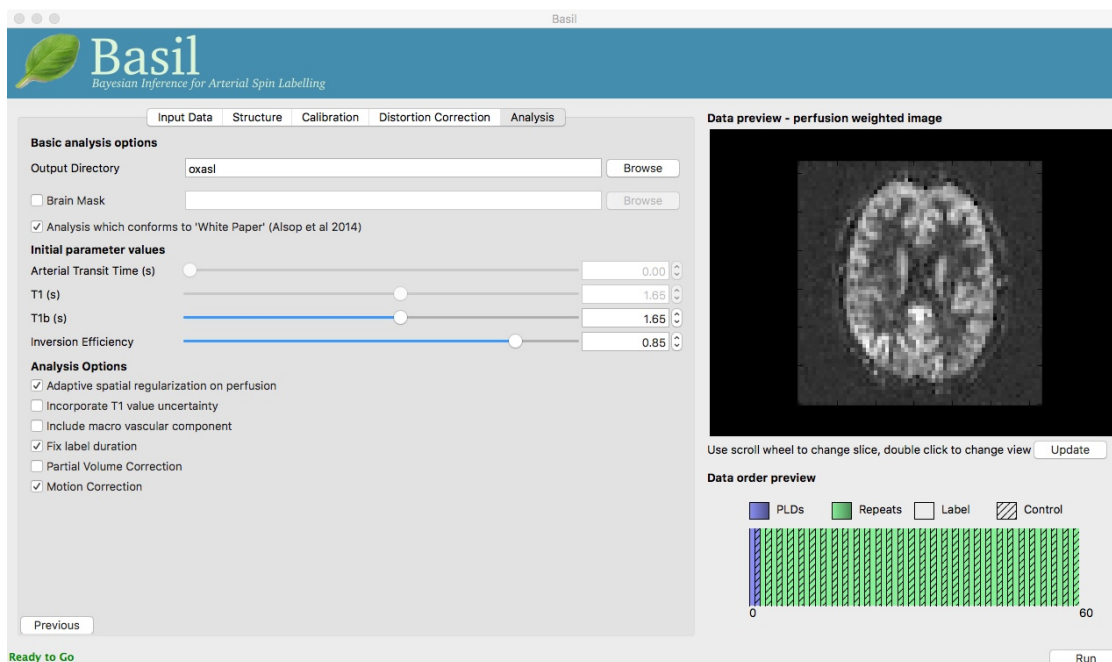 Basil
Basil
Bayesian Inference for Arterial Spin Labelling
Input Data Structure Calibration Distortion Correction Analysis
Basic analysis options
Output Directory oxasl Browse
Brain Mask Browse
Analysis which conforms to 'White Paper' (Alsop et al 2014)
Initial parameter values
Arterial Transit Time (s) 0.00
T1 (s) 1.65
T1b (s) 1.65
Inversion Efficiency 0.85
Analysis Options
Adaptive spatial regularization on perfusion
Incorporate T1 value uncertainty
Include macro vascular component
Fix label duration
Partial Volume Correction
Motion Correction
Previous
Ready to Go
Data preview - perfusion weighted image
Use scroll wheel to change slice, double click to change view Update
Data order preview
PLDs Repeats Label Control
0 60
Run